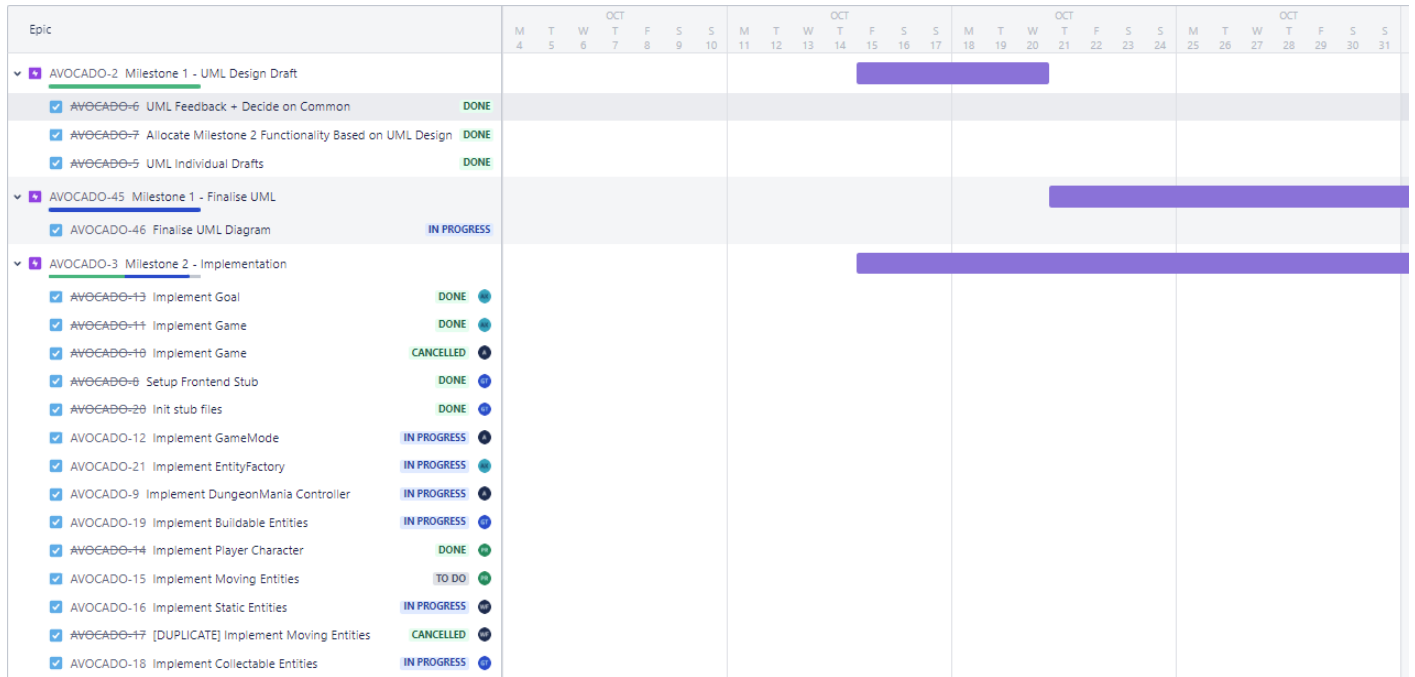 Epic
OCT OCT OCT OCT
M T W T F S S M T W T F S S M T W T F S S M T W T F S S
4 5 6 7 8 9 10 11 12 13 14 15 16 17 18 19 20 21 22 23 24 25 26 27 28 29 30 31
AVOCADO-2 Milestone 1 - UML Design Draft
AVOCADO-6 UML Feedback + Decide on Common DONE
AVOCADO-7 Allocate Milestone 2 Functionality Based on UML Design DONE
AVOCADO-5 UML Individual Drafts DONE
AVOCADO-45 Milestone 1 - Finalise UML
AVOCADO-46 Finalise UML Diagram IN PROGRESS
AVOCADO-3 Milestone 2 - Implementation
AVOCADO-13 Implement Goal DONE
AVOCADO-11 Implement Game DONE
AVOCADO-10 Implement Game CANCELLED A
AVOCADO-8 Setup Frontend Stub DONE GT
AVOCADO-20 Init stub files DONE GT
AVOCADO-12 Implement GameMode IN PROGRESS A
AVOCADO-21 Implement EntityFactory IN PROGRESS
AVOCADO-9 Implement DungeonMania Controller IN PROGRESS A
AVOCADO-19 Implement Buildable Entities IN PROGRESS GT
AVOCADO-14 Implement Player Character DONE PR
AVOCADO-15 Implement Moving Entities TO DO PR
AVOCADO-16 Implement Static Entities IN PROGRESS WF
AVOCADO-17 [DUPLICATE] Implement Moving Entities CANCELLED WF
AVOCADO-18 Implement Collectable Entities IN PROGRESS GT